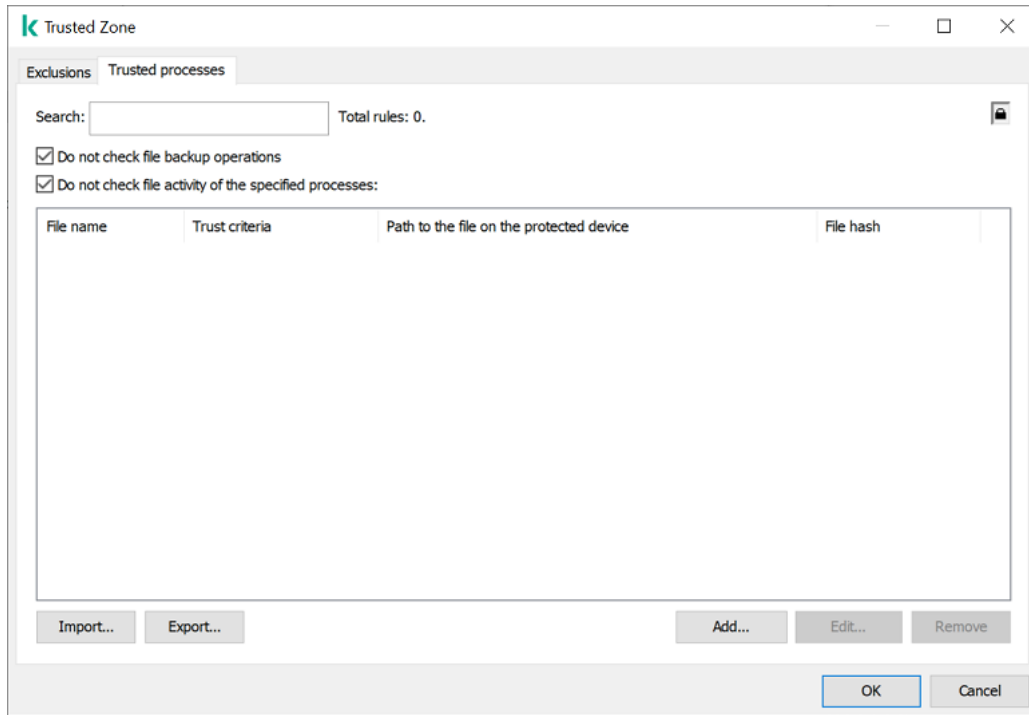 Trusted Zone
Exclusions Trusted processes
Search: Total rules: 0.
Do not check file backup operations
Do not check file activity of the specified processes:
File name Trust criteria Path to the file on the protected device File hash
Import... Export... Add... Edit... Remove
OK Cancel